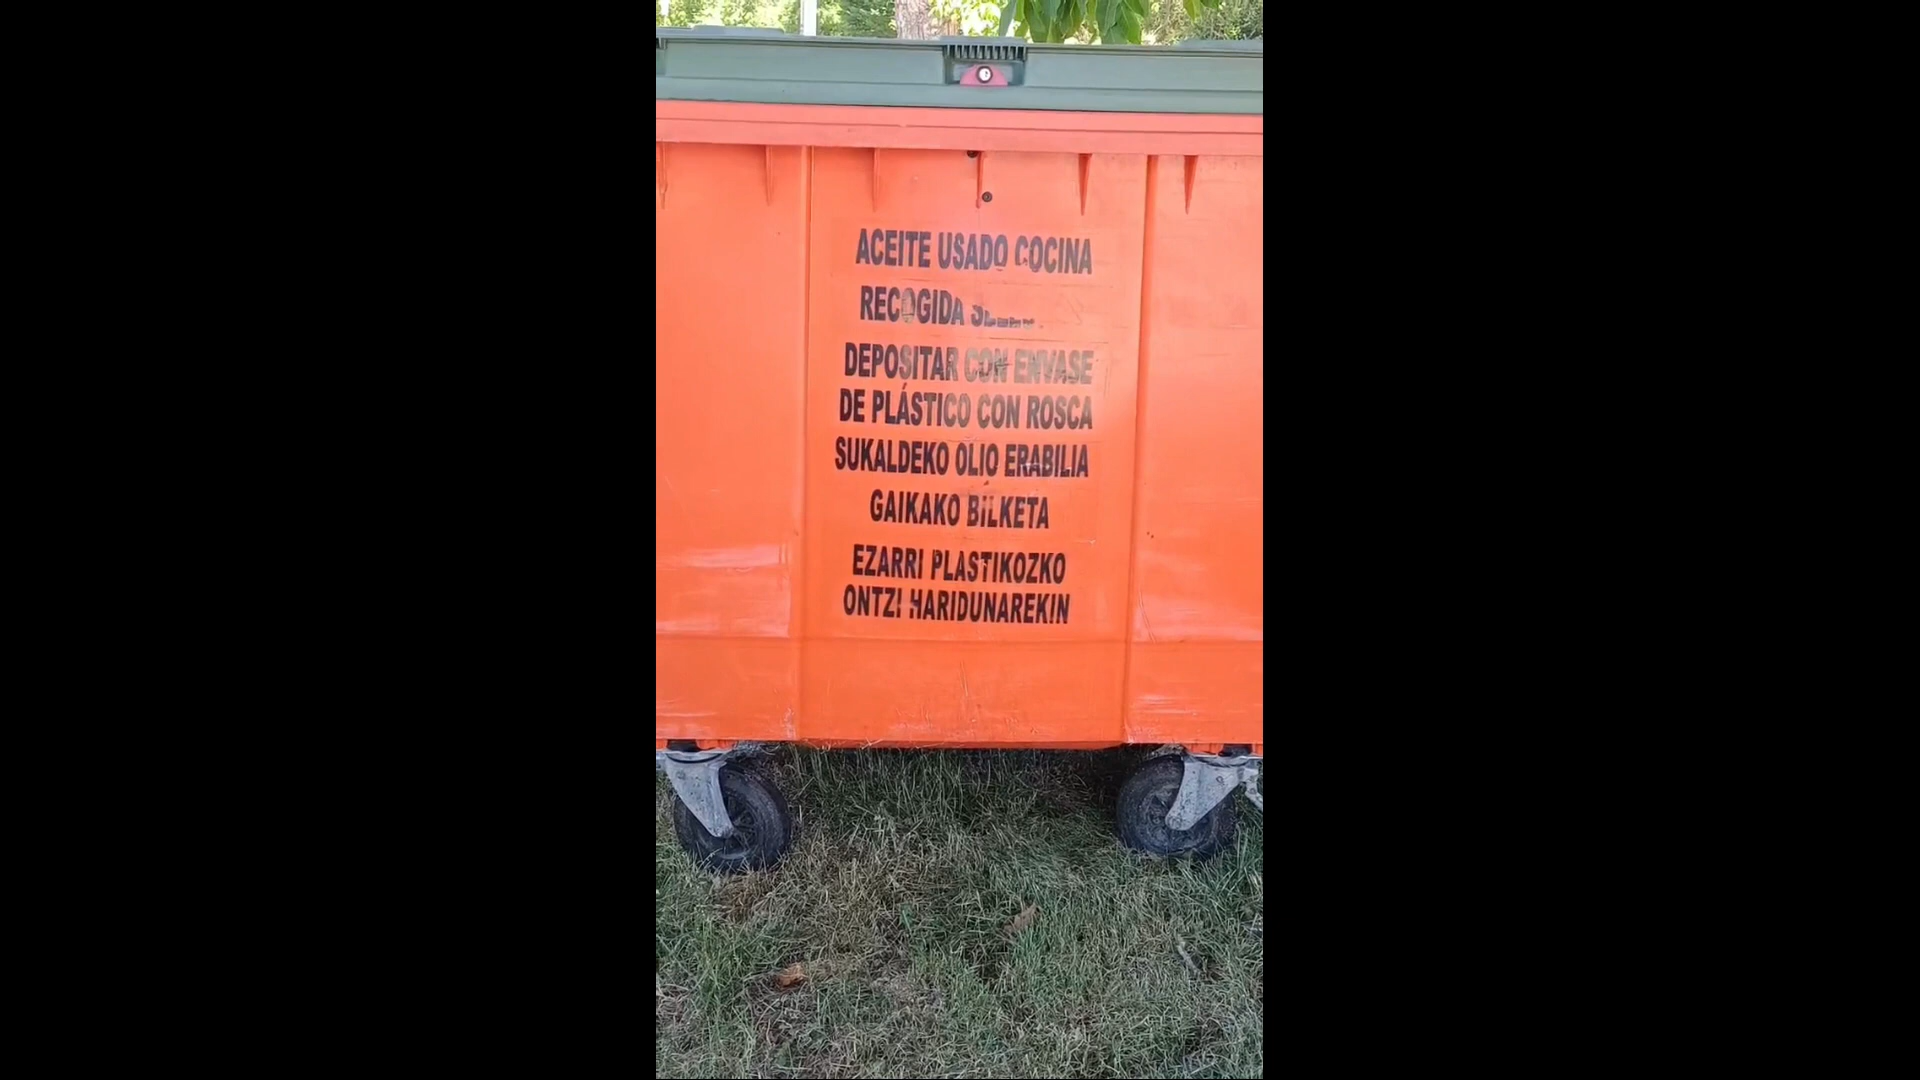 ACEITE USADO COCINA
RECOGIDA
DEPOSITAR CON ENVASE
DE PLÁSTICO CON ROSCA
SUKALDEKO OLIO ERABILIA
GAIKAKO BILKETA
EZARRI PLASTIKOZKO
ONTZI HARIDUNAREKIN